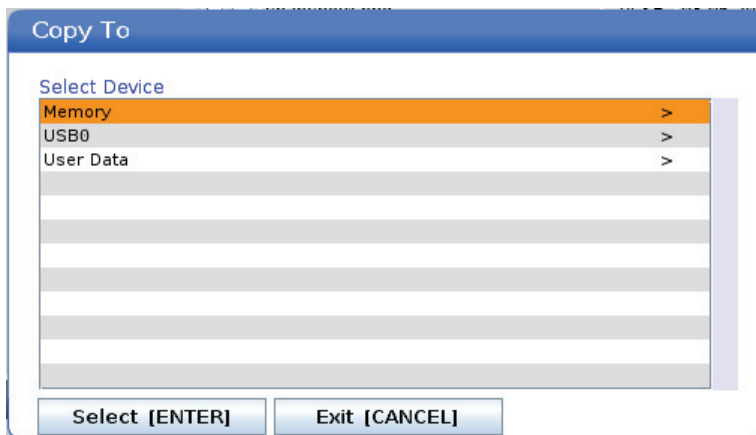 Copy To
Select Device
Memory >
USB0 >
User Data >
Select [ENTER] Exit [CANCEL]